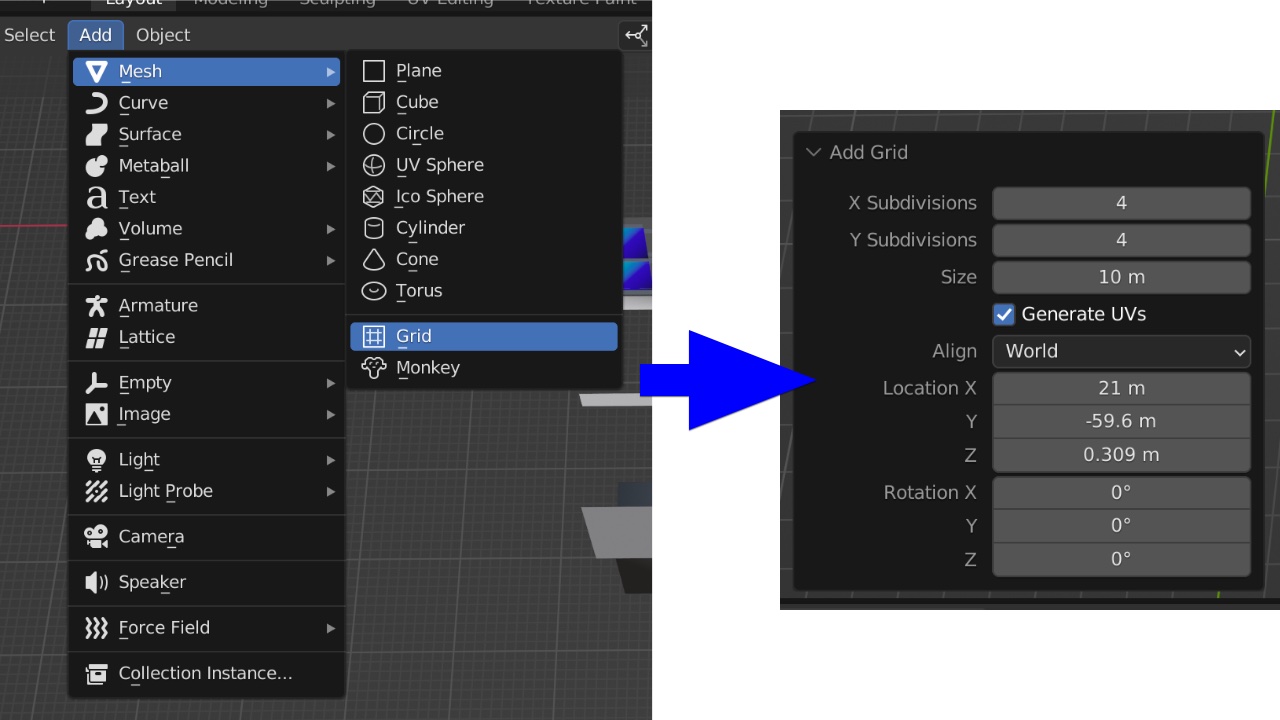 Layout Modeling Sculpting UV Editing Texture Paint
Select Add Object
Mesh
Curve
Surface
Metaball
Text
Volume
Grease Pencil
Armature
Lattice
Empty
Image
Light
Light Probe
Camera
Speaker
Force Field
Collection Instance...
Plane
Cube
Circle
UV Sphere
Ico Sphere
Cylinder
Cone
Torus
Grid
Monkey
Add Grid
X Subdivisions 4
Y Subdivisions 4
Size 10 m
Generate UVs
Align World
Location X 21 m
Y -59.6 m
Z 0.309 m
Rotation X 0°
Y 0°
Z 0°